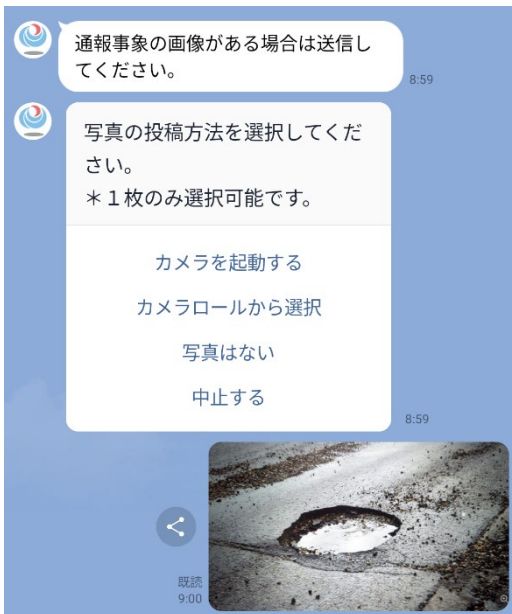 通報事象の画像がある場合は送信し
てください。
8:59
写真の投稿方法を選択してくだ
さい。
＊１枚のみ選択可能です。
カメラを起動する
カメラロールから選択
写真はない
中止する
8:59
既読
9:00